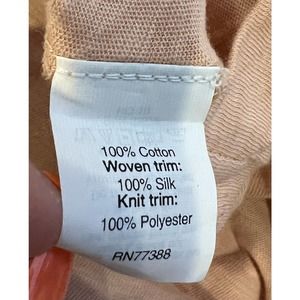 100% Cotton
Woven trim:
100% Silk
Knit trim:
100% Polyester
RN77388